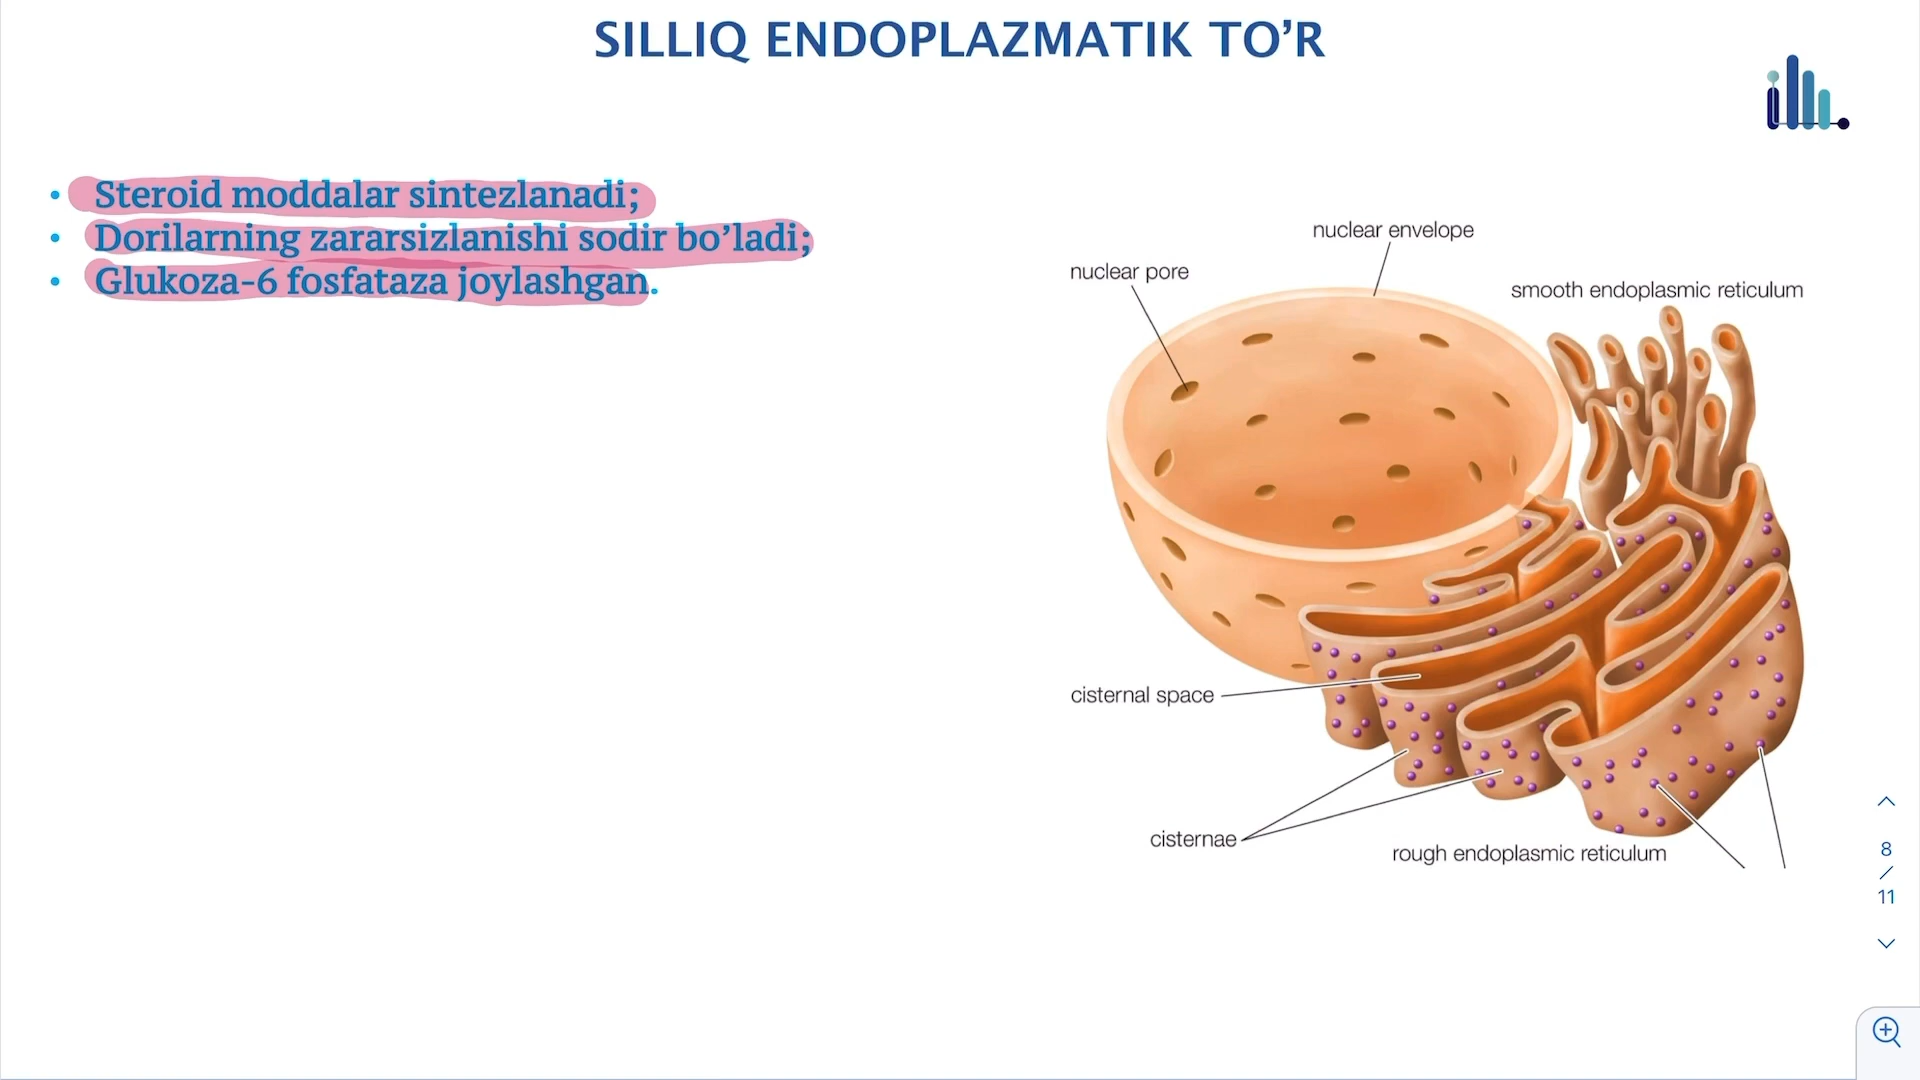 SILLIQ ENDOPLAZMATIK TO’R
• Steroid moddalar sintezlanadi;
• Dorilarning zararsizlanishi sodir bo’ladi;
• Glukoza-6 fosfataza joylashgan.
nuclear envelope
nuclear pore
smooth endoplasmic reticulum
cisternal space
cisternae
rough endoplasmic reticulum
8
/
11